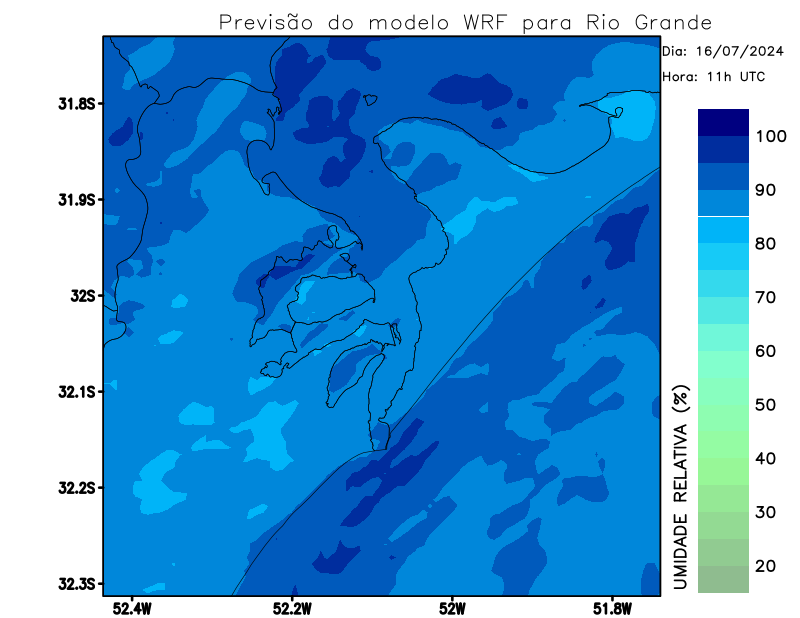 Previsão do modelo WRF para Rio Grande
Dia: 16/07/2024
Hora: 11h UTC
31.8S
31.9S
32S
32.1S
32.2S
32.3S
52.4W
52.2W
52W
51.8W
100
90
80
70
60
50
40
30
20
UMIDADE RELATIVA (%)